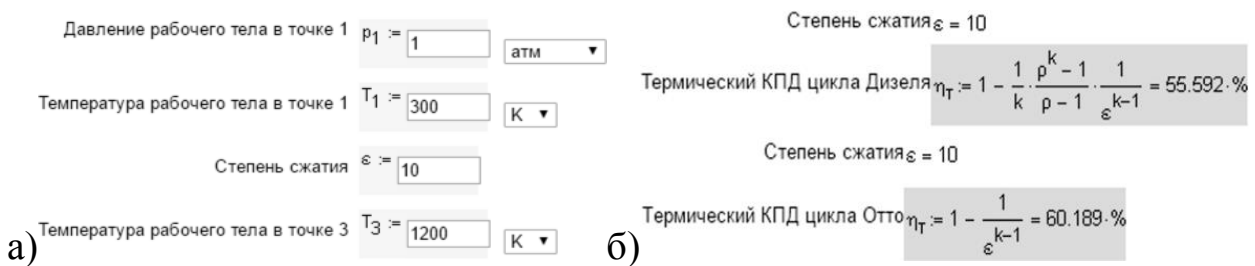 Давление рабочего тела в точке 1 p₁ := 1 атм
Температура рабочего тела в точке 1 T₁ := 300 K
Степень сжатия ε := 10
а) Температура рабочего тела в точке 3 T₃ := 1200 K
Степень сжатия ε = 10
Термический КПД цикла Дизеля η_T := 1 − 1/k · (ρ^k − 1)/(ρ − 1) · 1/ε^(k−1) = 55.592·%
Степень сжатия ε = 10
б) Термический КПД цикла Отто η_T := 1 − 1/ε^(k−1) = 60.189·%